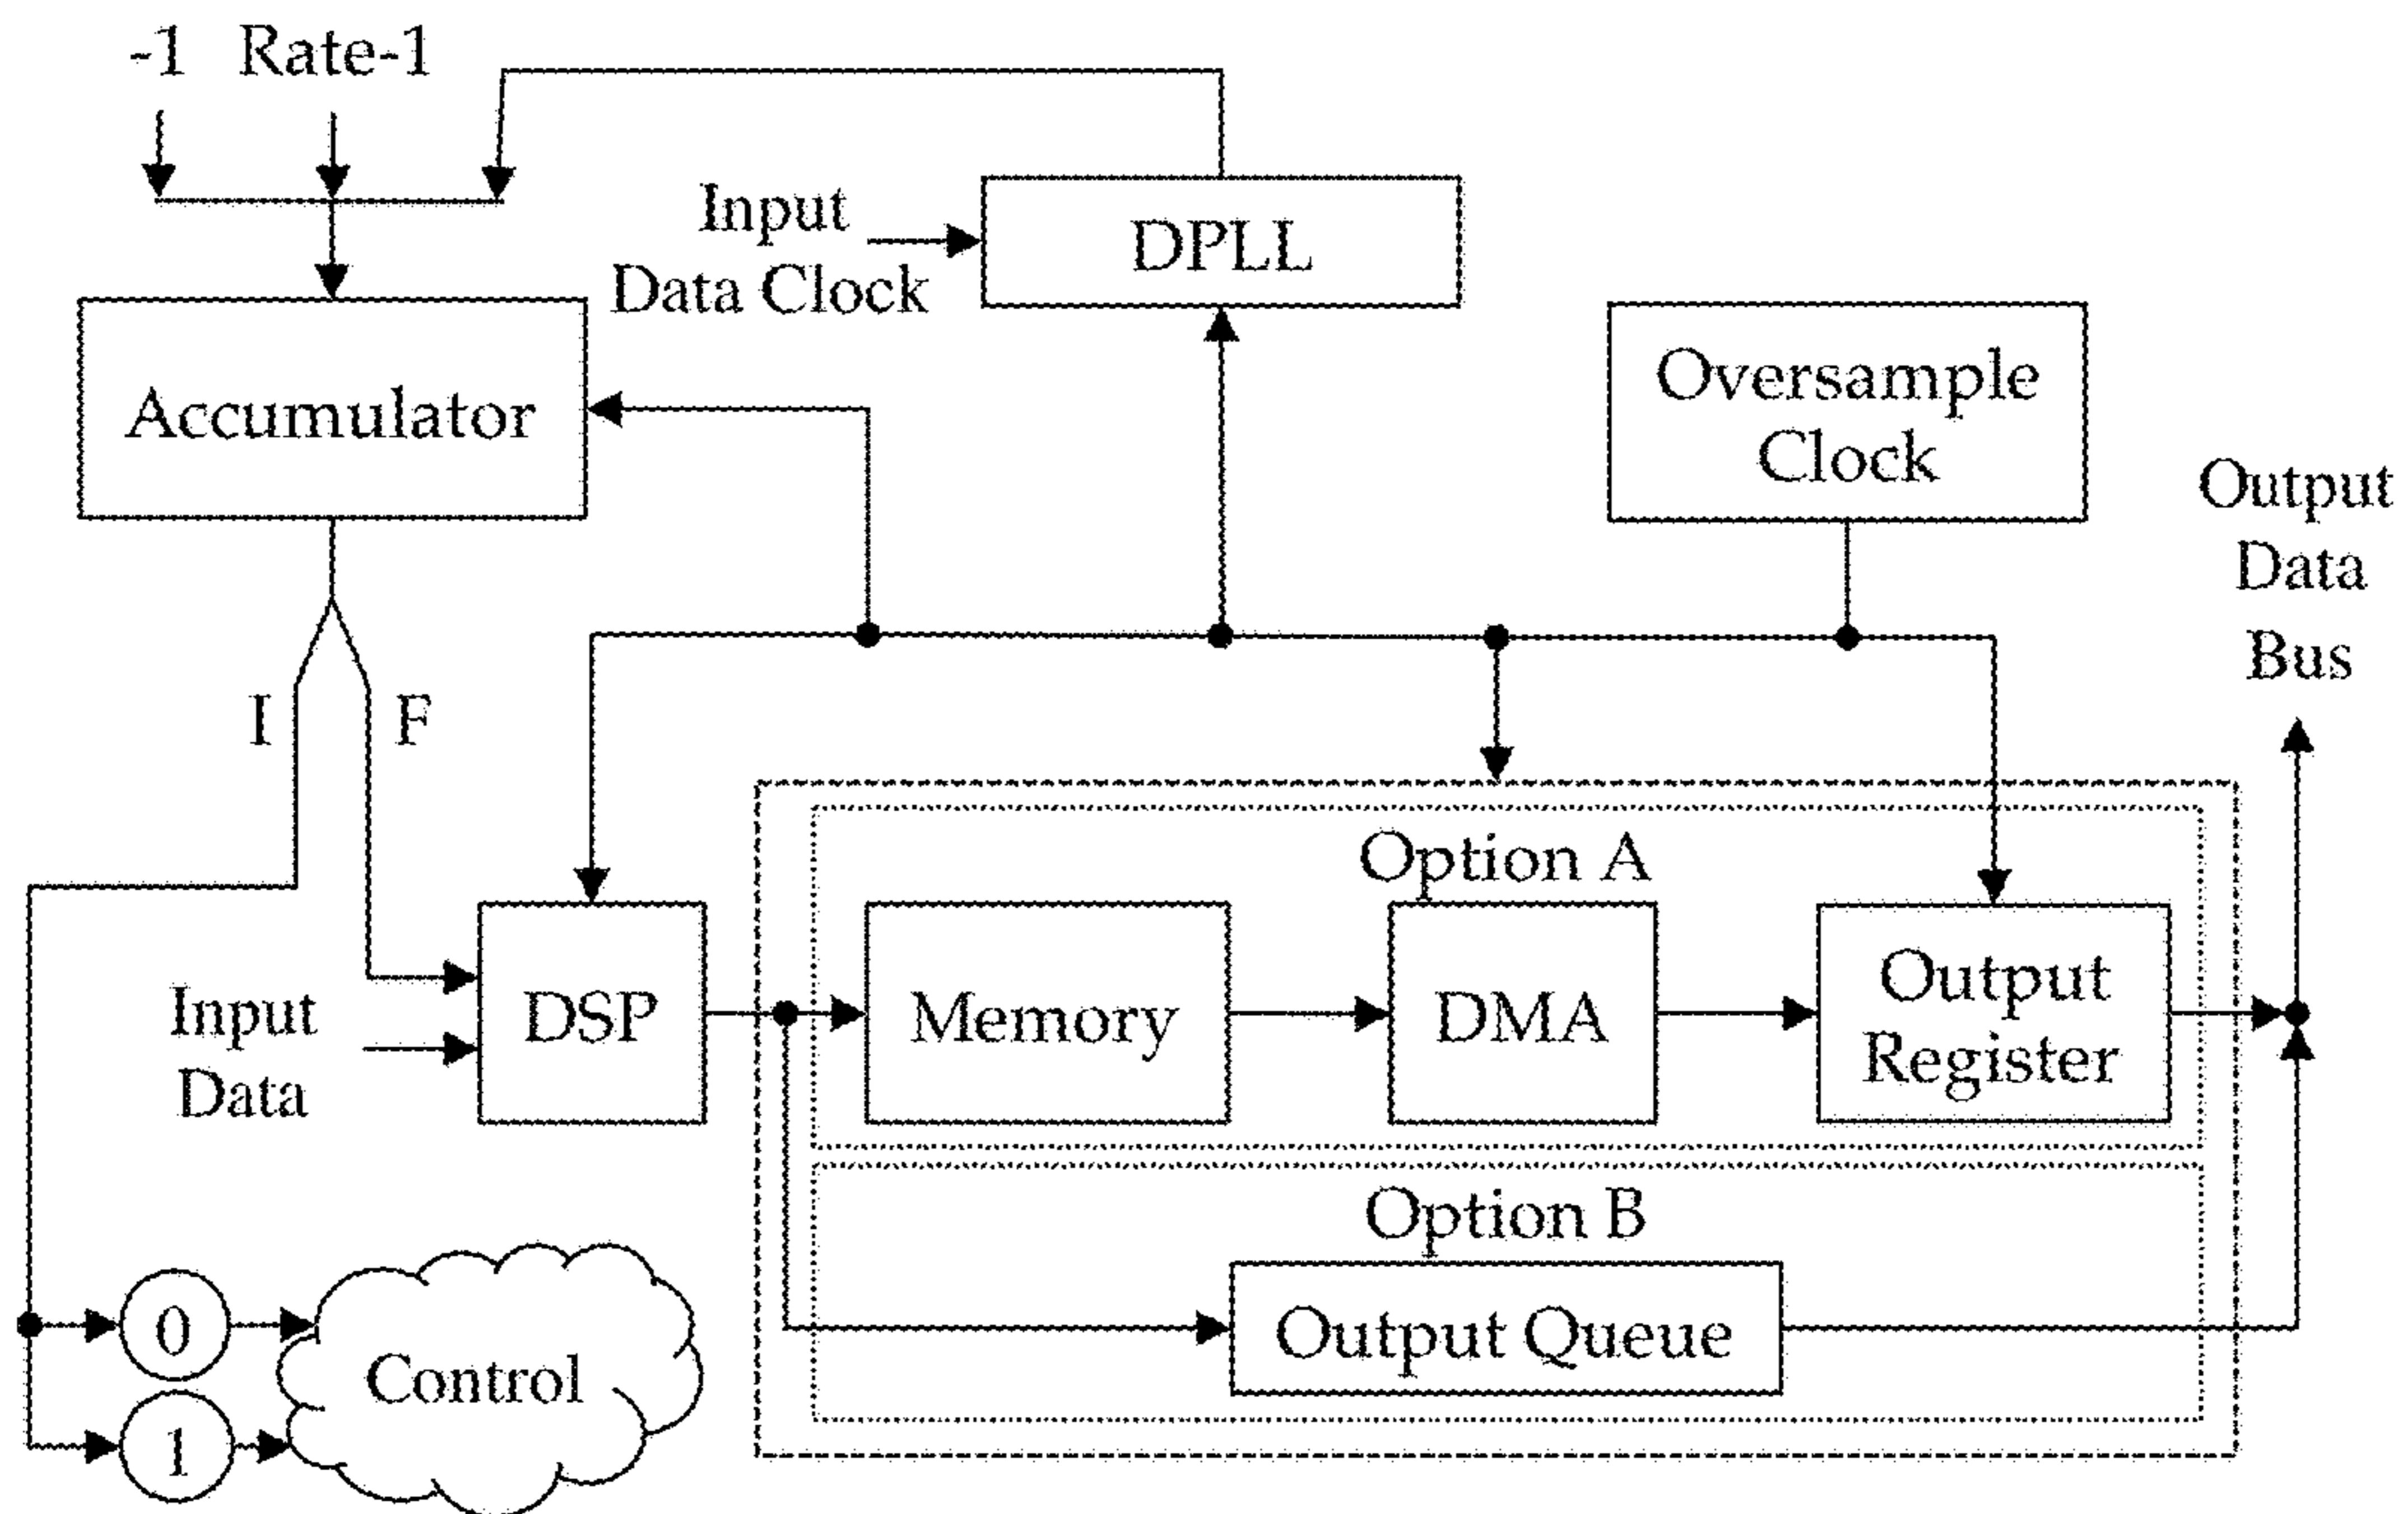 -1 Rate-1
Input
Data Clock
DPLL
Accumulator
Oversample
Clock
Output
Data
Bus
I
F
Option A
Input
Data
DSP
Memory
DMA
Output
Register
Option B
Output Queue
0
1
Control